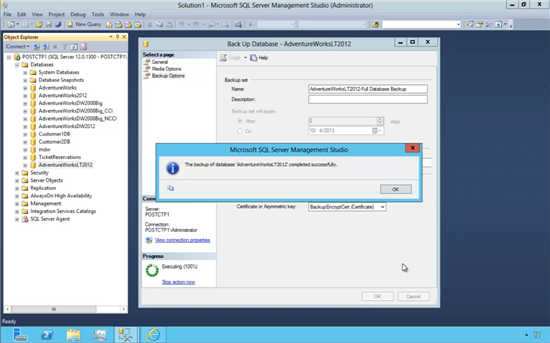 Solution1 - Microsoft SQL Server Management Studio (Administrator)
File Edit View Project Debug Tools Window Help
New Query
Object Explorer
Connect
POSTCTP1 (SQL Server 12.0.1300 - POSTCTP1\Ad
Databases
System Databases
Database Snapshots
AdventureWorks
AdventureWorks2012
AdventureWorksDW2008Big
AdventureWorksDW2008Big_CCI
AdventureWorksDW2008Big_NCCI
AdventureWorksDW2012
Customer1DB
Customer2DB
mdw
TicketReservations
AdventureWorksLT2012
Security
Server Objects
Replication
AlwaysOn High Availability
Management
Integration Services Catalogs
SQL Server Agent
Back Up Database - AdventureWorksLT2012
Select a page
General
Media Options
Backup Options
Script Help
Backup set
Name: AdventureWorksLT2012-Full Database Backup
Description:
Backup set will expire:
After 0 days
On 10/ 4/2013
Microsoft SQL Server Management Studio
The backup of database 'AdventureWorksLT2012' completed successfully.
OK
Certificate or Asymmetric key: BackupEncryptCert (Certificate)
Server:
POSTCTP1
Connection:
POSTCTP1\Administrator
View connection properties
Progress
Executing (100%)
Stop action now
OK Cancel
Ready